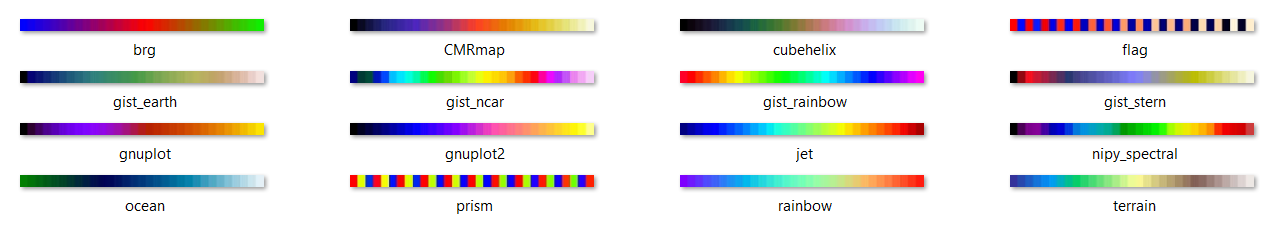 brg CMRmap cubehelix flag
gist_earth gist_ncar gist_rainbow gist_stern
gnuplot gnuplot2 jet nipy_spectral
ocean prism rainbow terrain